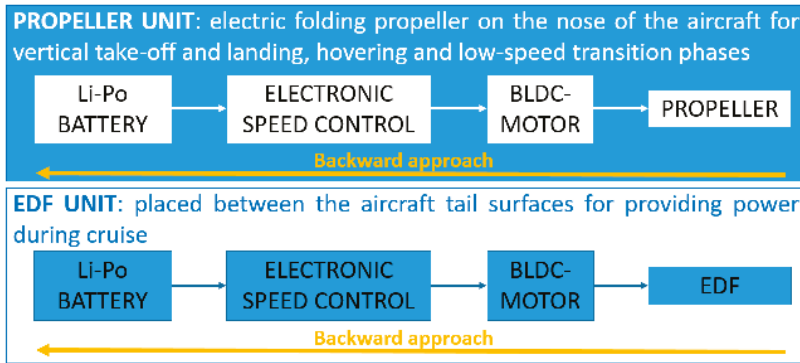 PROPELLER UNIT: electric folding propeller on the nose of the aircraft for
vertical take-off and landing, hovering and low-speed transition phases
Li-Po
BATTERY
ELECTRONIC
SPEED CONTROL
BLDC-
MOTOR
PROPELLER
Backward approach
EDF UNIT: placed between the aircraft tail surfaces for providing power
during cruise
Li-Po
BATTERY
ELECTRONIC
SPEED CONTROL
BLDC-
MOTOR
EDF
Backward approach